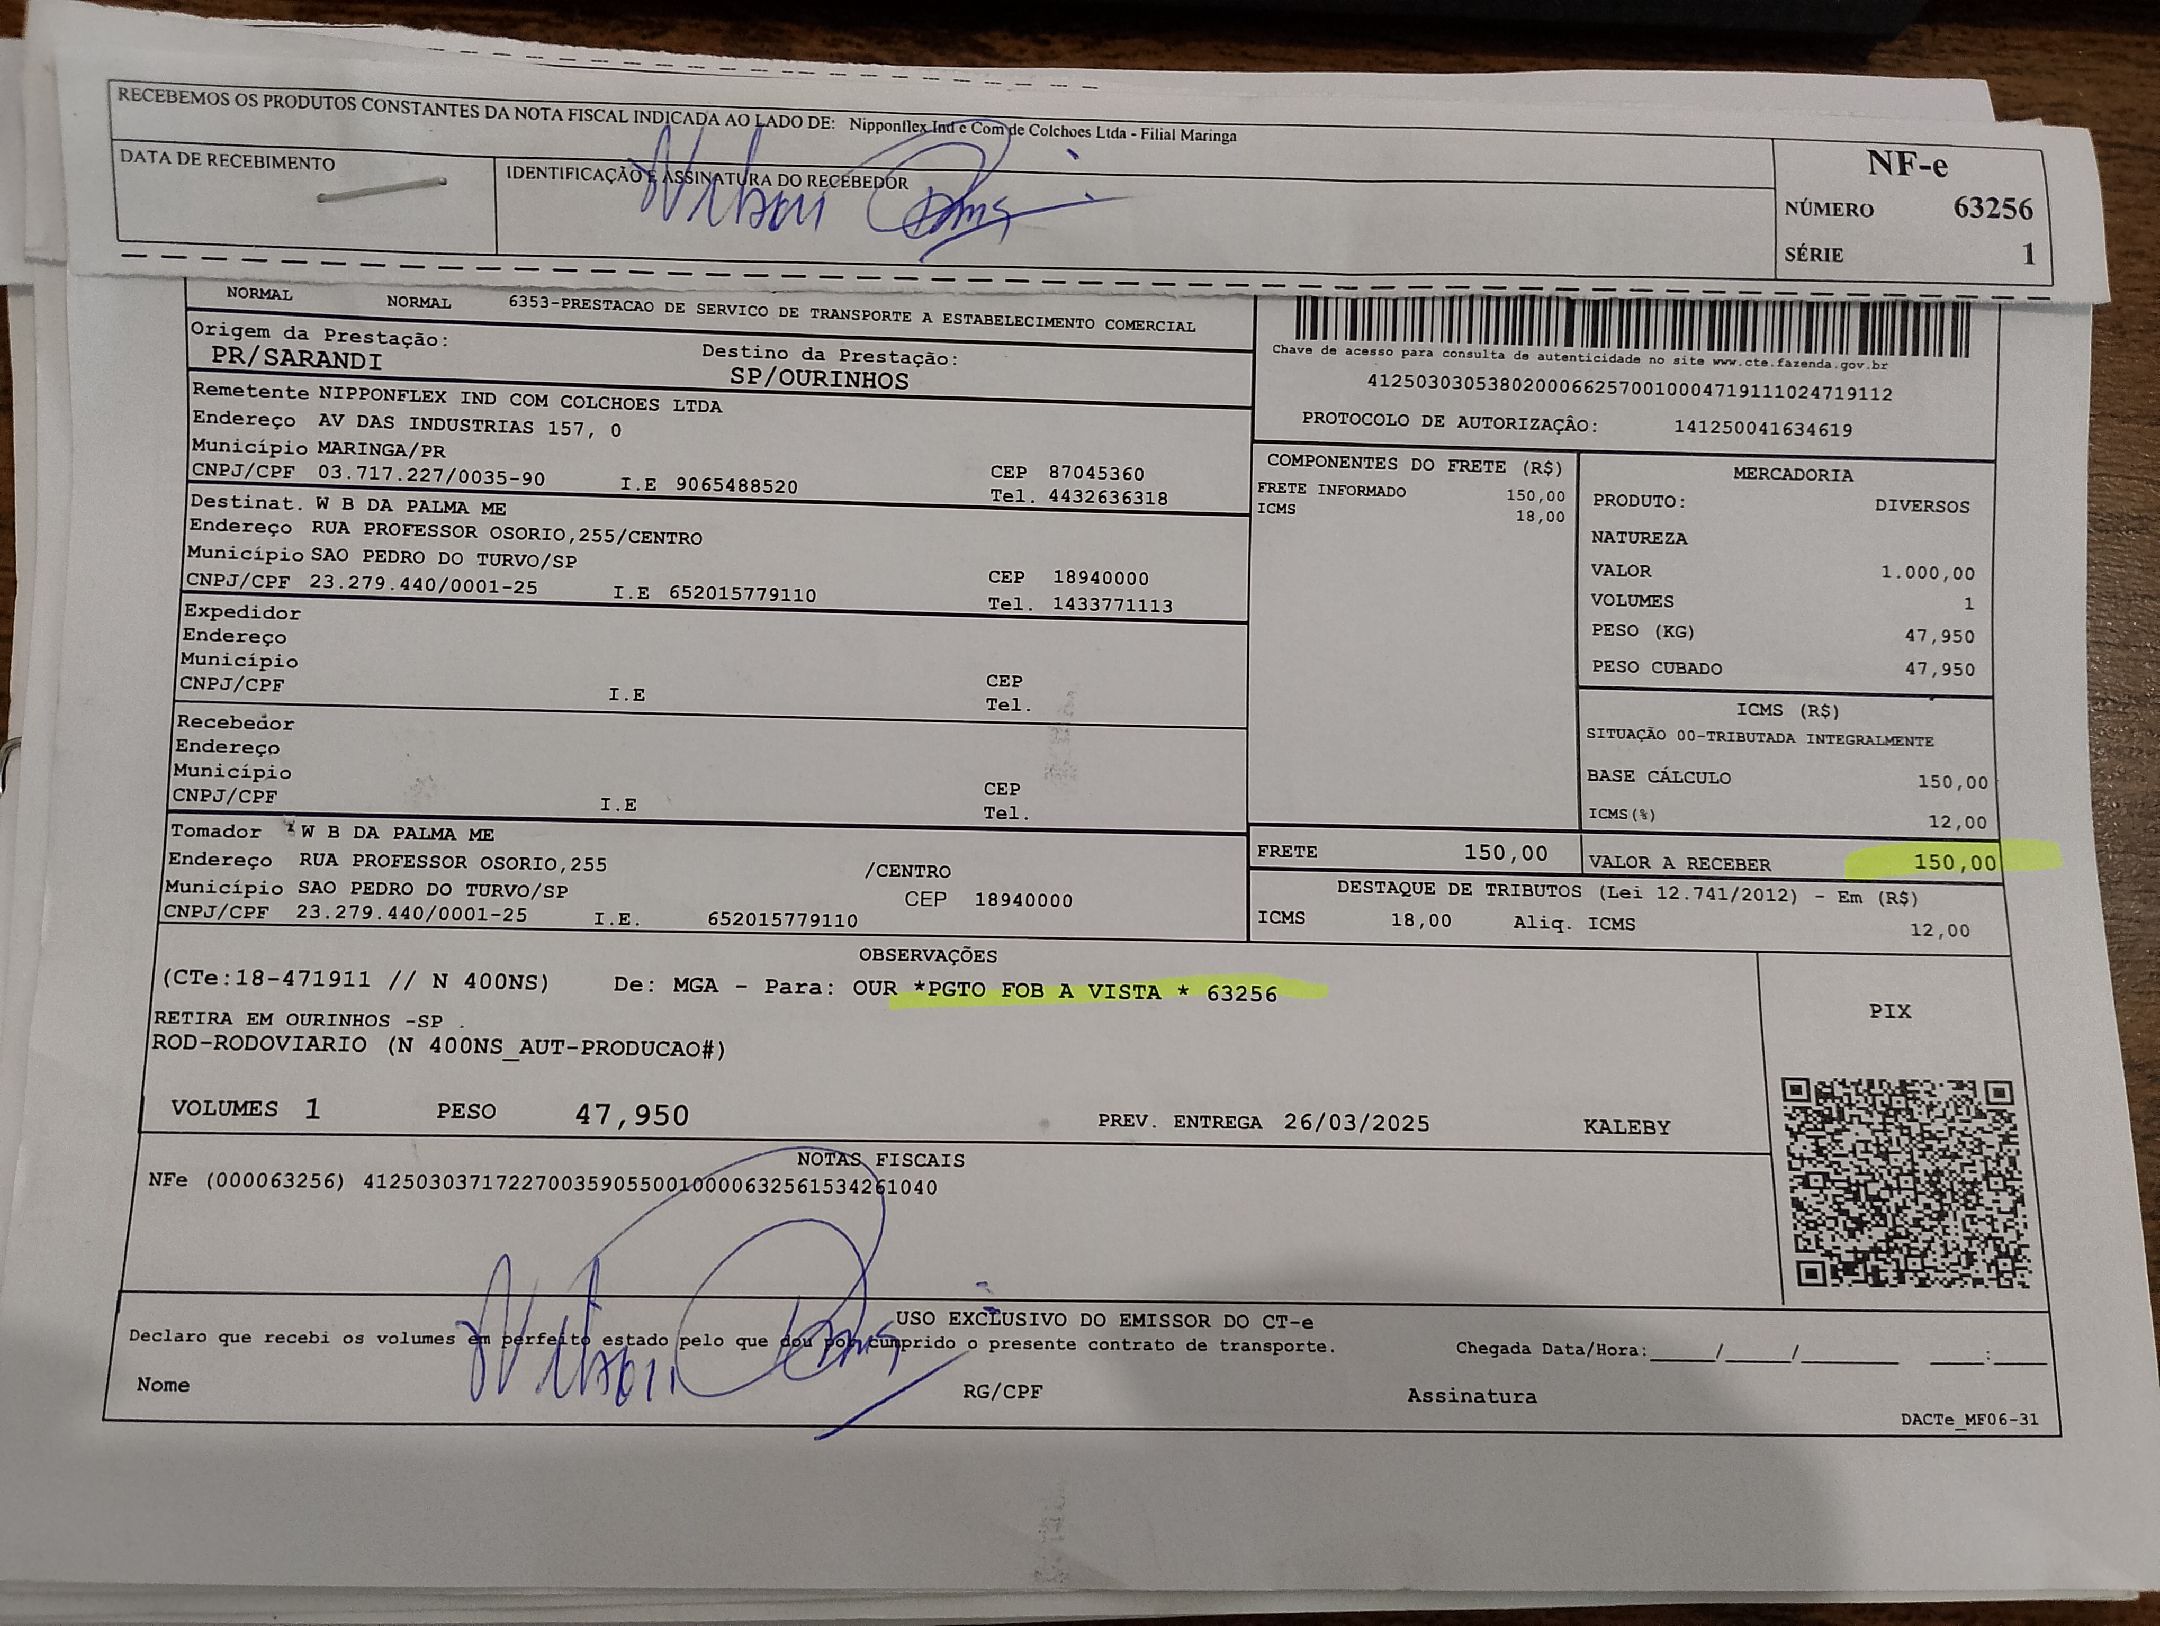 RECEBEMOS OS PRODUTOS CONSTANTES DA NOTA FISCAL INDICADA AO LADO DE: Nipponflex Ind e Com de Colchoes Ltda - Filial Maringa
DATA DE RECEBIMENTO
IDENTIFICAÇÃO E ASSINATURA DO RECEBEDOR
NF-e
NÚMERO 63256
SÉRIE 1
NORMAL NORMAL 6353-PRESTACAO DE SERVICO DE TRANSPORTE A ESTABELECIMENTO COMERCIAL
Origem da Prestação:
PR/SARANDI
Destino da Prestação:
SP/OURINHOS
Chave de acesso para consulta de autenticidade no site www.cte.fazenda.gov.br
41250303053802000662570010004719111024719112
PROTOCOLO DE AUTORIZAÇÂO: 141250041634619
Remetente NIPPONFLEX IND COM COLCHOES LTDA
Endereço AV DAS INDUSTRIAS 157, 0
Município MARINGA/PR
CEP 87045360
CNPJ/CPF 03.717.227/0035-90 I.E 9065488520
Tel. 4432636318
Destinat. W B DA PALMA ME
Endereço RUA PROFESSOR OSORIO,255/CENTRO
Município SAO PEDRO DO TURVO/SP
CEP 18940000
CNPJ/CPF 23.279.440/0001-25 I.E 652015779110
Tel. 1433771113
Expedidor
Endereço
Município
CEP
CNPJ/CPF I.E
Tel.
Recebedor
Endereço
Município
CEP
CNPJ/CPF I.E
Tel.
Tomador W B DA PALMA ME
Endereço RUA PROFESSOR OSORIO,255 /CENTRO
Município SAO PEDRO DO TURVO/SP CEP 18940000
CNPJ/CPF 23.279.440/0001-25 I.E. 652015779110
COMPONENTES DO FRETE (R$)
FRETE INFORMADO 150,00
ICMS 18,00
MERCADORIA
PRODUTO: DIVERSOS
NATUREZA
VALOR 1.000,00
VOLUMES 1
PESO (KG) 47,950
PESO CUBADO 47,950
ICMS (R$)
SITUAÇÃO 00-TRIBUTADA INTEGRALMENTE
BASE CÁLCULO 150,00
ICMS(%) 12,00
FRETE 150,00
VALOR A RECEBER 150,00
DESTAQUE DE TRIBUTOS (Lei 12.741/2012) - Em (R$)
ICMS 18,00 Aliq. ICMS 12,00
OBSERVAÇÕES
(CTe:18-471911 // N 400NS) De: MGA - Para: OUR *PGTO FOB A VISTA * 63256
RETIRA EM OURINHOS -SP .
ROD-RODOVIARIO (N 400NS_AUT-PRODUCAO#)
PIX
VOLUMES 1 PESO 47,950 PREV. ENTREGA 26/03/2025 KALEBY
NOTAS FISCAIS
NFe (000063256) 41250303717227003590550010000632561534261040
USO EXCLUSIVO DO EMISSOR DO CT-e
Declaro que recebi os volumes em perfeito estado pelo que dou por cumprido o presente contrato de transporte.
Chegada Data/Hora:_____/_____/_______ ____:____
Nome RG/CPF Assinatura
DACTe_MF06-31